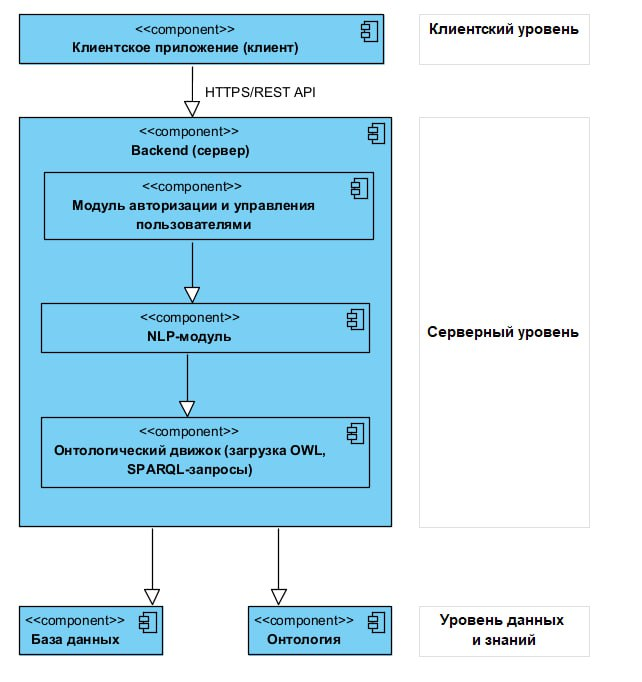 <<component>>
Клиентское приложение (клиент)
Клиентский уровень
HTTPS/REST API
<<component>>
Backend (сервер)
<<component>>
Модуль авторизации и управления
пользователями
<<component>>
NLP-модуль
Серверный уровень
<<component>>
Онтологический движок (загрузка OWL,
SPARQL-запросы)
<<component>>
База данных
<<component>>
Онтология
Уровень данных
и знаний